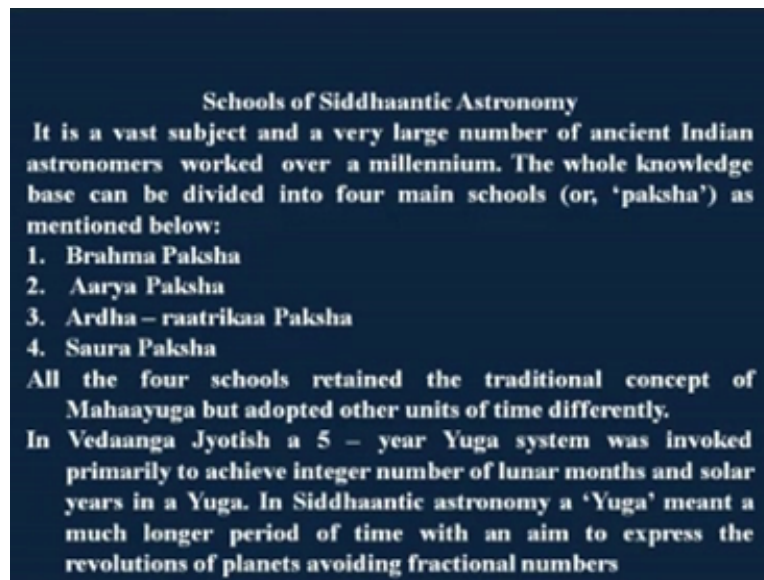 Schools of Siddhaantic Astronomy
It is a vast subject and a very large number of ancient Indian
astronomers worked over a millennium. The whole knowledge
base can be divided into four main schools (or, ‘paksha’) as
mentioned below:
1. Brahma Paksha
2. Aarya Paksha
3. Ardha – raatrikaa Paksha
4. Saura Paksha
All the four schools retained the traditional concept of
Mahaayuga but adopted other units of time differently.
In Vedaanga Jyotish a 5 – year Yuga system was invoked
primarily to achieve integer number of lunar months and solar
years in a Yuga. In Siddhaantic astronomy a ‘Yuga’ meant a
much longer period of time with an aim to express the
revolutions of planets avoiding fractional numbers